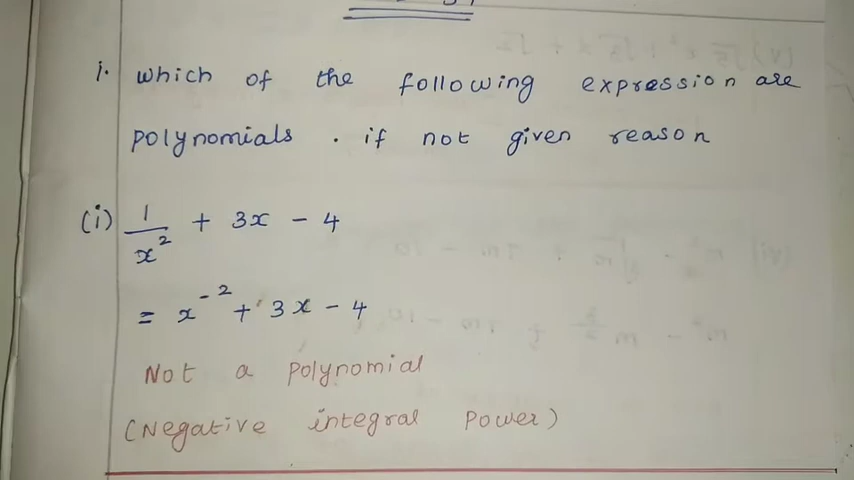 1. which of the following expression are
polynomials . if not given reason
(i) 1/x² + 3x - 4
= x⁻² + 3x - 4
Not a polynomial
(Negative integral power)